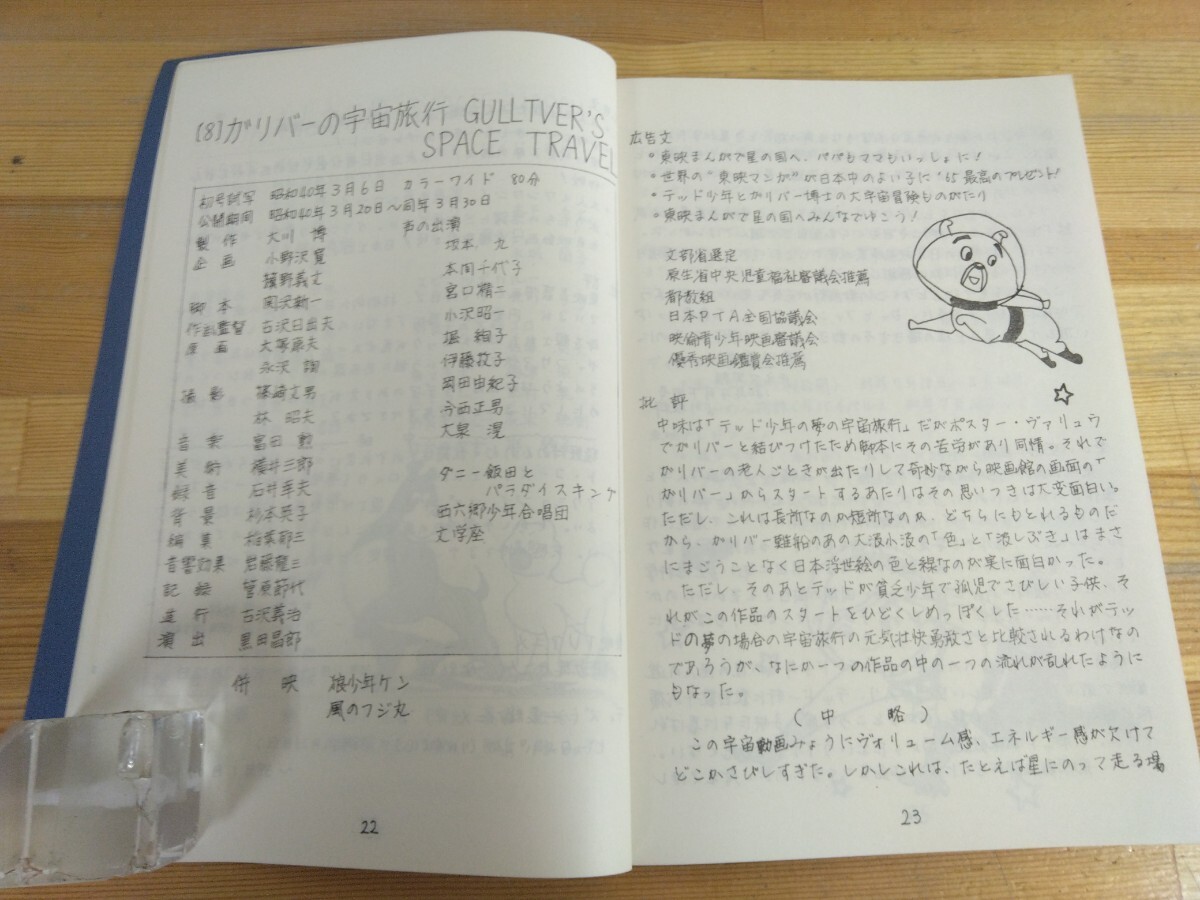 [8]ガリバーの宇宙旅行 GULLTVER'S
SPACE TRAVEL
初号試写 昭和40年3月6日 カラーワイド 80分
公開期間 昭和40年3月20日〜同年3月30日
製作 大川 博
企画 小野沢寛
籏野義文
脚本 関沢新一
作画監督 古沢日出夫
原画 大塚康夫
永沢 詢
撮影 篠崎文男
林 昭夫
音楽 冨田 勲
美術 横井三郎
録音 石井幸夫
背景 杉本英子
編集 稲葉郁三
音響効果 岩藤竜三
記録 菅原節代
進行 古沢義治
演出 黒田昌郎
声の出演
坂本 九
本間千代子
宮口精二
小沢昭一
堀 絢子
伊藤牧子
岡田由紀子
今西正男
大泉 滉
ダニー飯田と
パラダイスキング
西六郷少年合唱団
文学座
併映 狼少年ケン
風のフジ丸
22
広告文
・東映まんがで星の国へ、パパもママもいっしょに!
・世界の"東映マンガ"が日本中のよい子に '65最高のプレゼント!
・テッド少年とガリバー博士の大宇宙冒険ものがたり
・東映まんがで星の国へみんなでゆこう!
文部省選定
厚生省中央児童福祉審議会推薦
都教組
日本PTA全国協議会
映倫青少年映画審議会
優秀映画鑑賞会推薦
批評
中味は「テッド少年の夢の宇宙旅行」だがポスター・ヴァリュウ
でガリバーと結びつけたため脚本にその苦労があり同情。それで
ガリバーの老人ごときが出たりして奇妙ながら映画館の画面の「
ガリバー」からスタートするあたりはその思いつきは大変面白い。
ただし、これは長所なのか短所なのか、どちらにもとれるものだ
から、ガリバー難船のあの大浪小浪の「色」と「波しぶき」はまさ
にまごうことなく日本浮世絵の色と線なのが実に面白かった。
ただし そのあとテッドが貧乏少年で孤児でさびしい子供、そ
れがこの作品のスタートをひどくしめっぽくした……それがテッ
ドの夢の場合の宇宙旅行の元気壮快勇敢さと比較されるわけなの
であろうが、なにか一つの作品の中の一つの流れが乱れたように
もなった。
(中 略)
この宇宙動画みょうにヴォリューム感、エネルギー感が欠けて
どこかさびしすぎた。しかしこれは、たとえば星にのって走る場
23